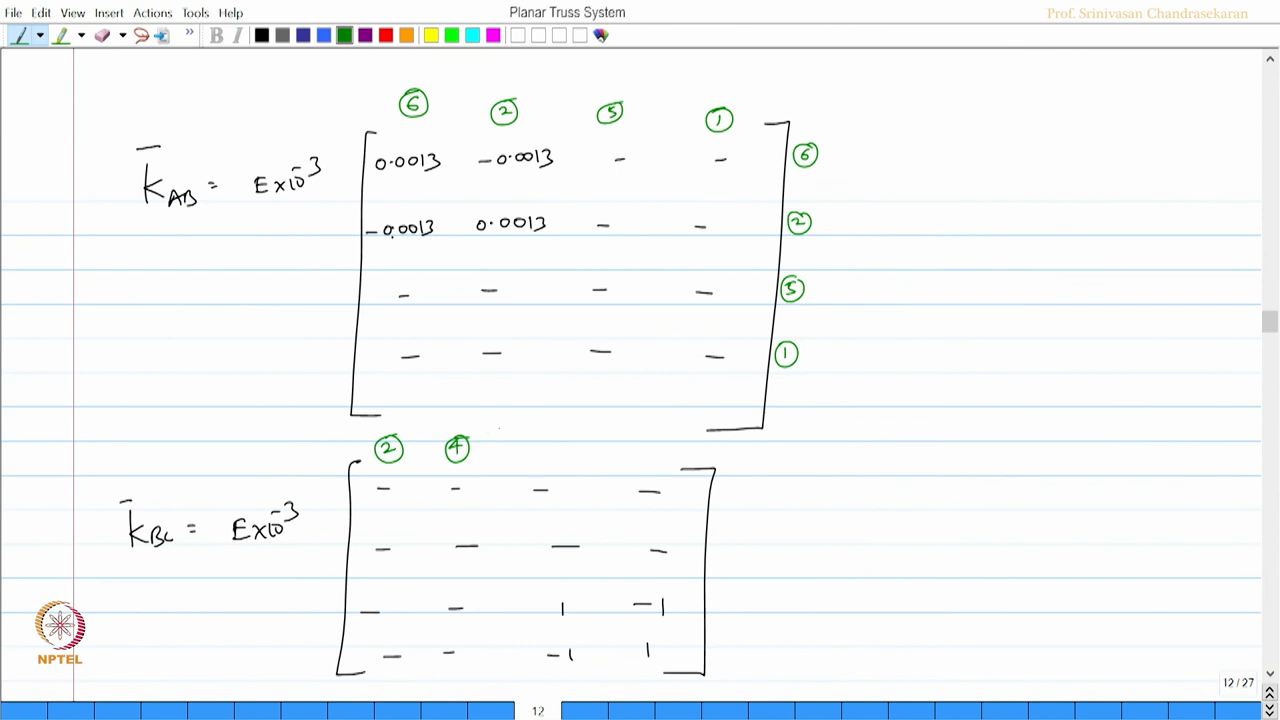 File Edit View Insert Actions Tools Help
Planar Truss System
Prof. Srinivasan Chandrasekaran
B I
6 2 5 1
K̄AB = E×10⁻³ [ 0.0013 -0.0013 - - ] 6
-0.0013 0.0013 - - 2
- - - - 5
- - - - 1
2 4
K̄BC = E×10⁻³ [ - - - - ]
- - - -
- - 1 -1
- - -1 1
NPTEL
12 / 27
12